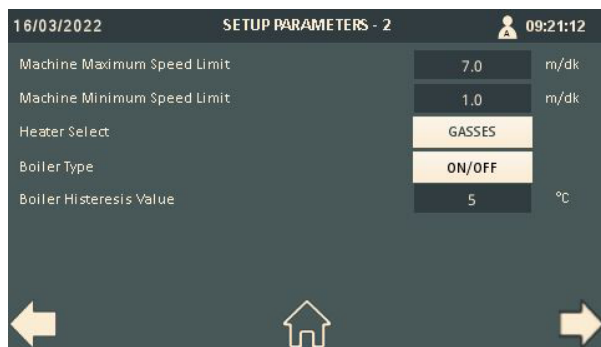 16/03/2022 SETUP PARAMETERS - 2 A 09:21:12
Machine Maximum Speed Limit 7.0 m/dk
Machine Minimum Speed Limit 1.0 m/dk
Heater Select GASSES
Boiler Type ON/OFF
Boiler Histeresis Value 5 °C